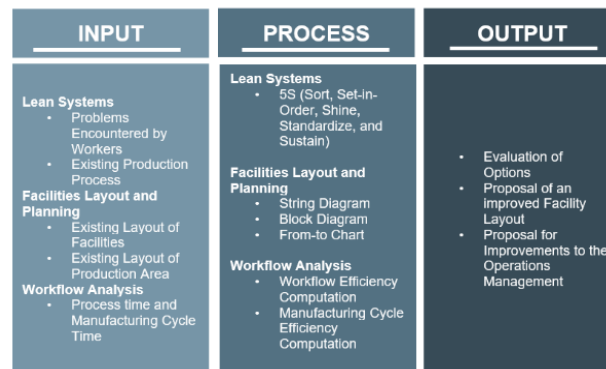 INPUT
Lean Systems
• Problems
Encountered by
Workers
• Existing Production
Process
Facilities Layout and
Planning
• Existing Layout of
Facilities
• Existing Layout of
Production Area
Workflow Analysis
• Process time and
Manufacturing Cycle
Time
PROCESS
Lean Systems
• 5S (Sort, Set-in-
Order, Shine,
Standardize, and
Sustain)
Facilities Layout and
Planning
• String Diagram
• Block Diagram
• From-to Chart
Workflow Analysis
• Workflow Efficiency
Computation
• Manufacturing Cycle
Efficiency
Computation
OUTPUT
• Evaluation of
Options
• Proposal of an
improved Facility
Layout
• Proposal for
Improvements to the
Operations
Management